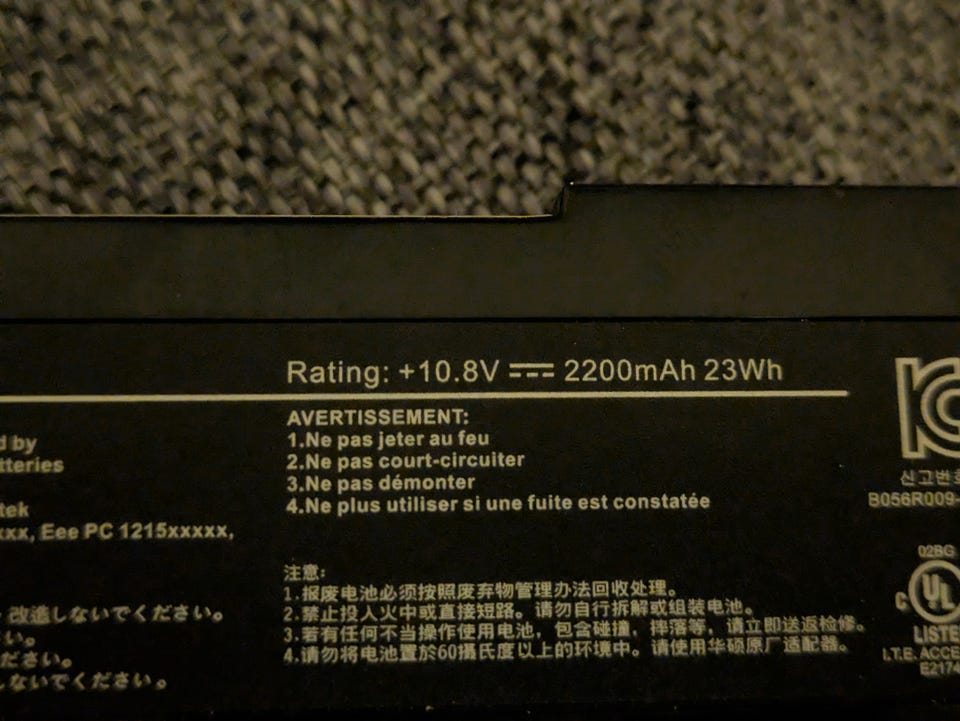 Rating: +10.8V ⎓ 2200mAh 23Wh
d by
tteries
tek
xxx, Eee PC 1215xxxxx,
改造しないでください。
い。
ださい。
しないでください。
AVERTISSEMENT:
1.Ne pas jeter au feu
2.Ne pas court-circuiter
3.Ne pas démonter
4.Ne plus utiliser si une fuite est constatée
注意:
1.报废电池必须按照废弃物管理办法回收处理。
2.禁止投入火中或直接短路。请勿自行拆解或组装电池。
3.若有任何不当操作使用电池，包含碰撞，摔落等，请立即送返检修。
4.请勿将电池置於60攝氏度以上的环境中。请使用华硕原厂适配器。
신고번호
B056R009-
02BG
c UL
LISTE
I.T.E. ACCE
E2174